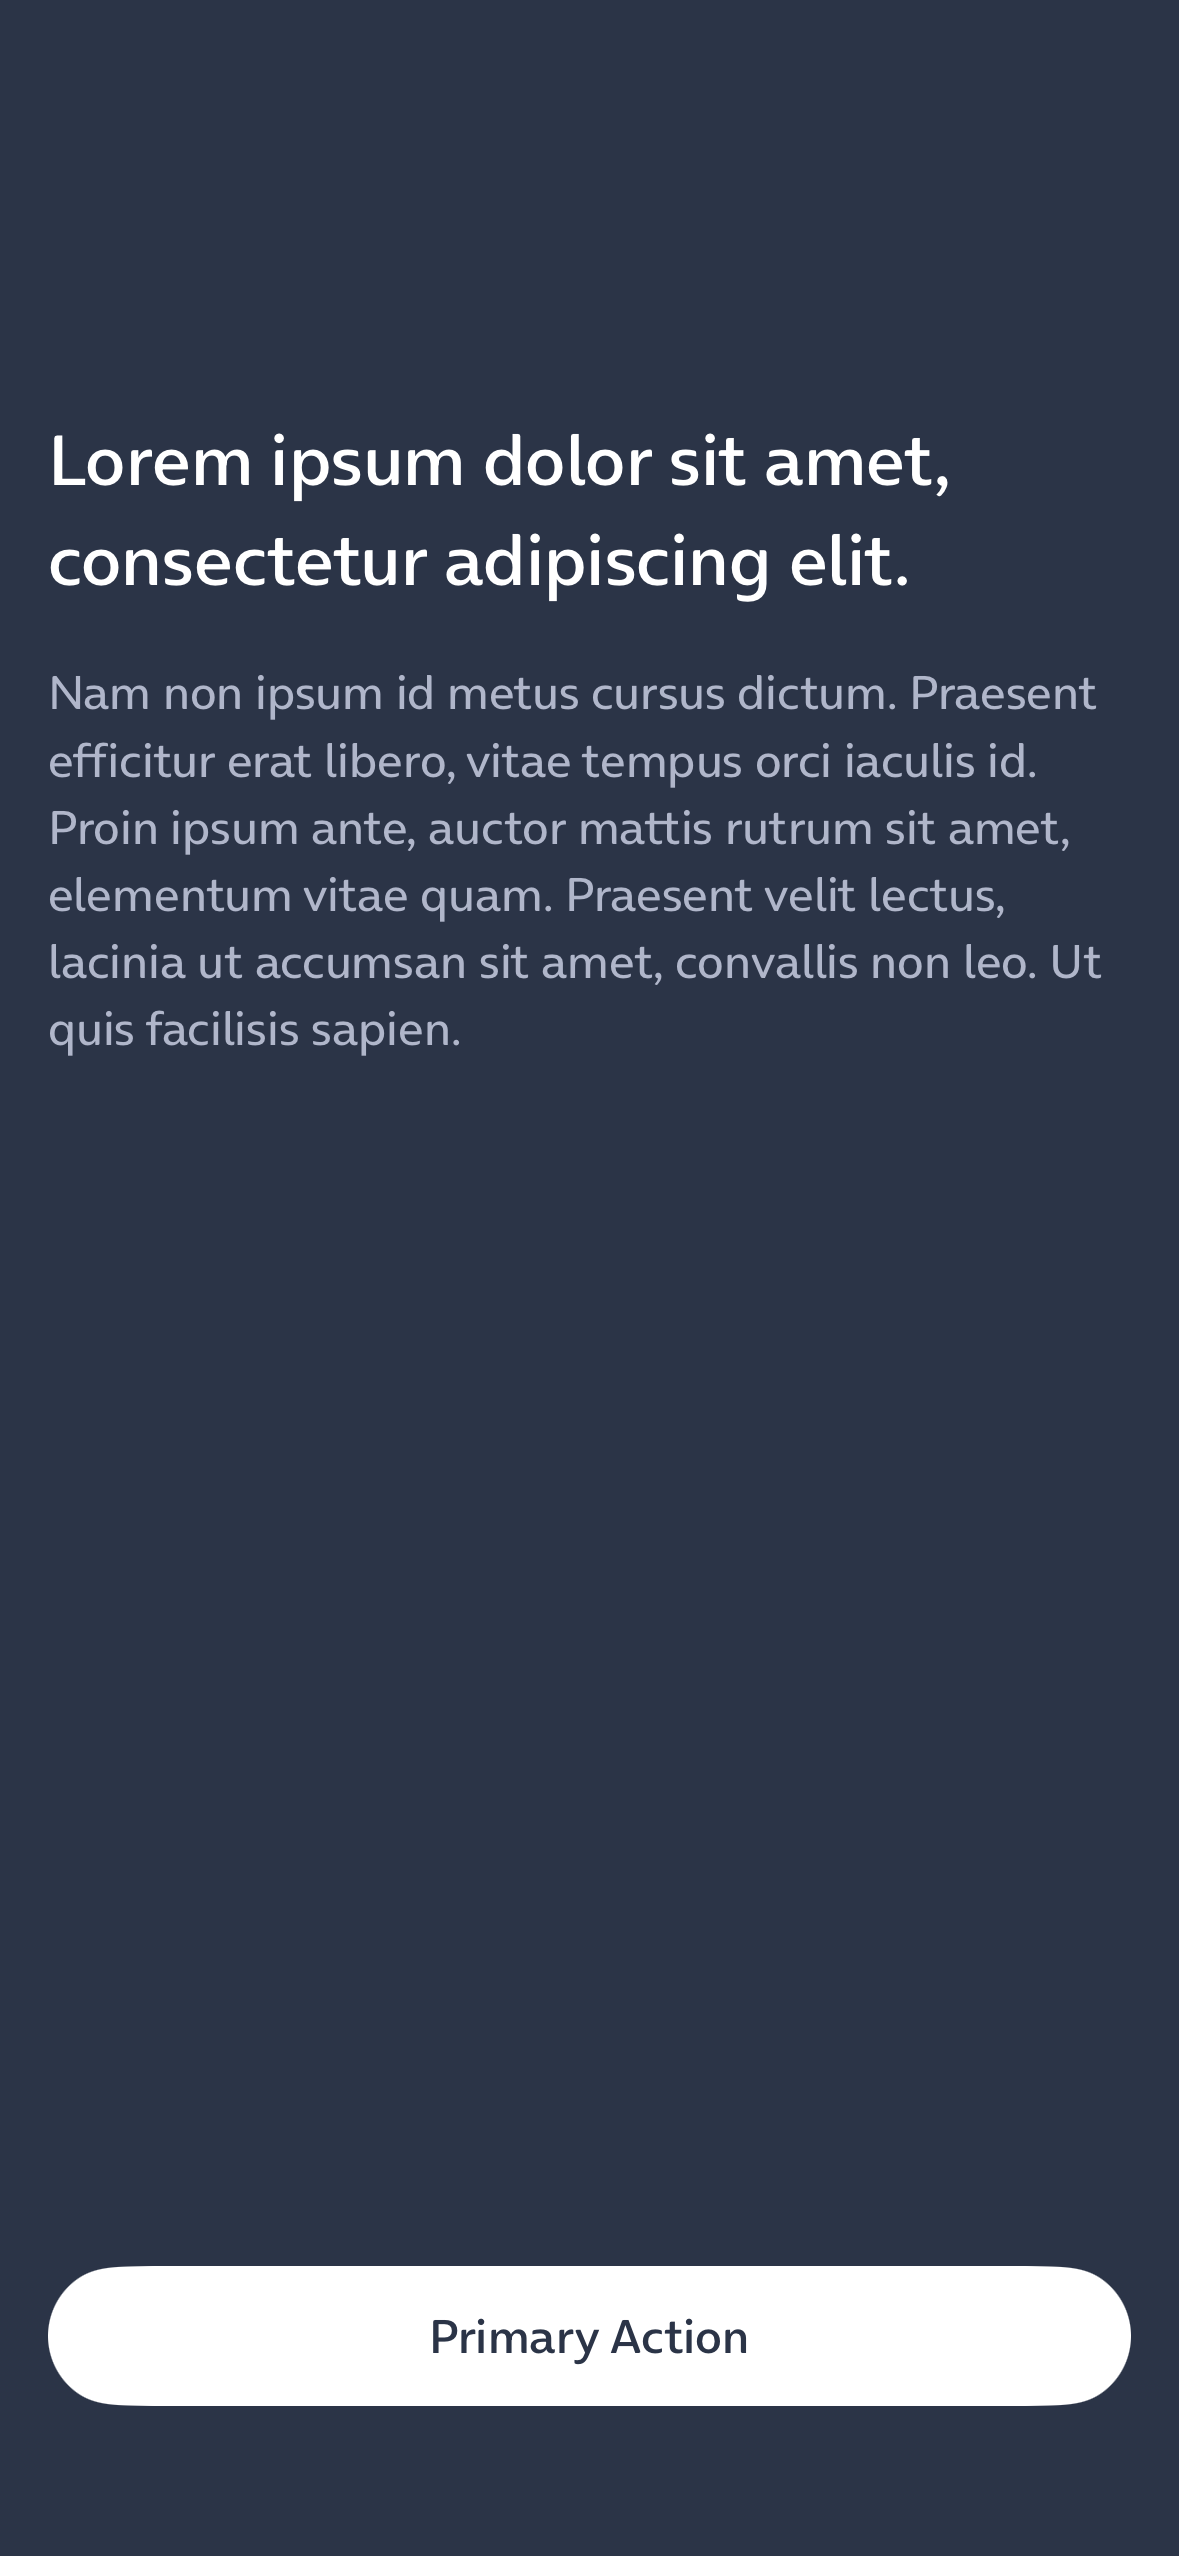 Lorem ipsum dolor sit amet,
consectetur adipiscing elit.
Nam non ipsum id metus cursus dictum. Praesent
efficitur erat libero, vitae tempus orci iaculis id.
Proin ipsum ante, auctor mattis rutrum sit amet,
elementum vitae quam. Praesent velit lectus,
lacinia ut accumsan sit amet, convallis non leo. Ut
quis facilisis sapien.
Primary Action